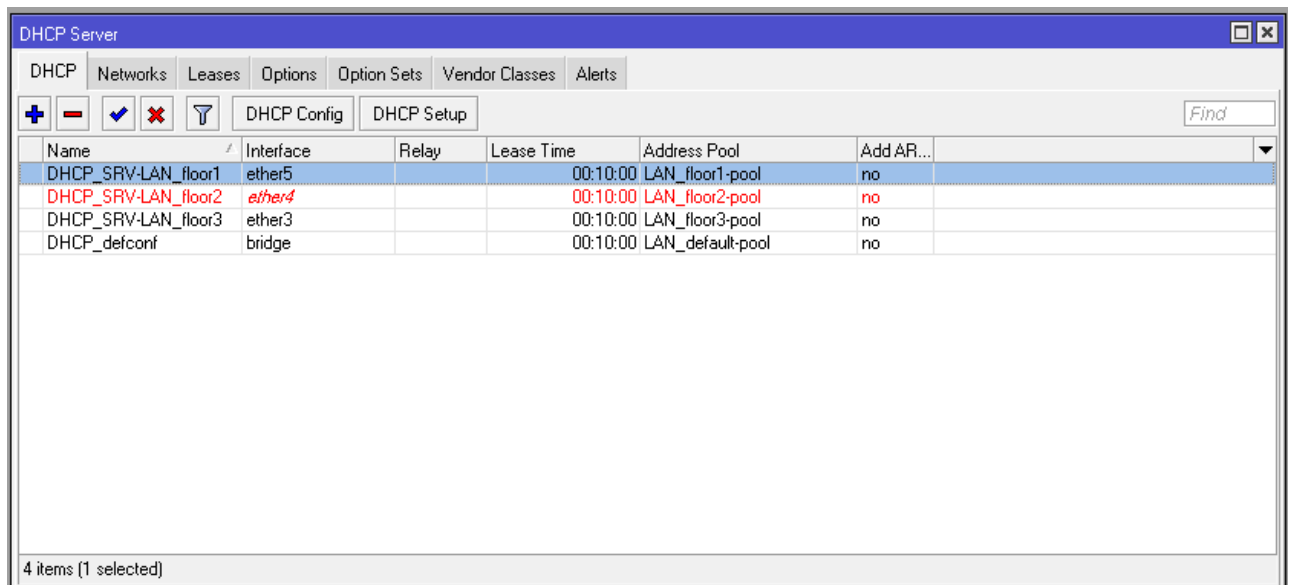 DHCP Server
DHCP Networks Leases Options Option Sets Vendor Classes Alerts
DHCP Config DHCP Setup Find
Name Interface Relay Lease Time Address Pool Add AR...
DHCP_SRV-LAN_floor1 ether5 00:10:00 LAN_floor1-pool no
DHCP_SRV-LAN_floor2 ether4 00:10:00 LAN_floor2-pool no
DHCP_SRV-LAN_floor3 ether3 00:10:00 LAN_floor3-pool no
DHCP_defconf bridge 00:10:00 LAN_default-pool no
4 items (1 selected)